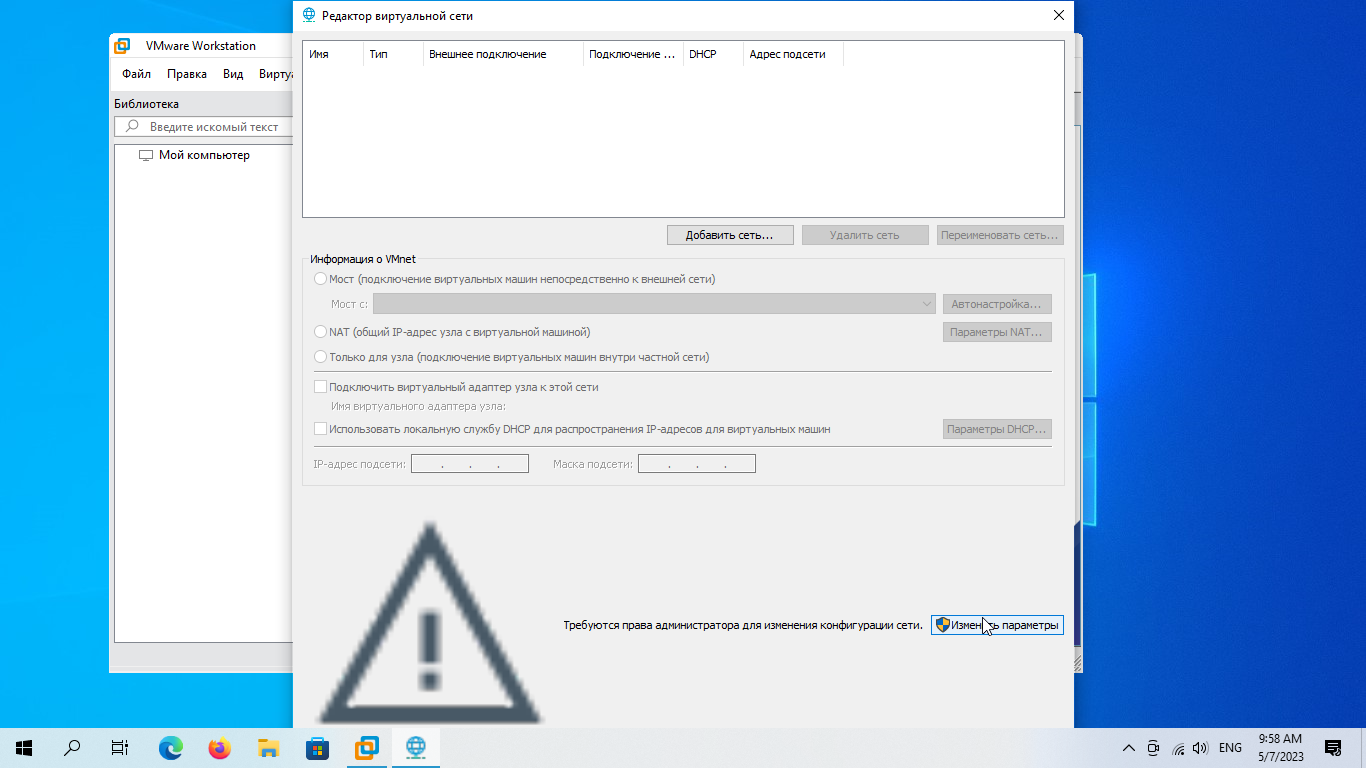 Редактор виртуальной сети
VMware Workstation
Файл Правка Вид Вирту
Библиотека
Введите искомый текст
Мой компьютер
Имя Тип Внешнее подключение Подключение ... DHCP Адрес подсети
Добавить сеть... Удалить сеть Переименовать сеть...
Информация о VMnet
Мост (подключение виртуальных машин непосредственно к внешней сети)
Мост с: Автонастройка...
NAT (общий IP-адрес узла с виртуальной машиной) Параметры NAT...
Только для узла (подключение виртуальных машин внутри частной сети)
Подключить виртуальный адаптер узла к этой сети
Имя виртуального адаптера узла:
Использовать локальную службу DHCP для распространения IP-адресов для виртуальных машин Параметры DHCP...
IP-адрес подсети: . . . Маска подсети: . . .
Требуются права администратора для изменения конфигурации сети. Изменить параметры
ENG
9:58 AM
5/7/2023